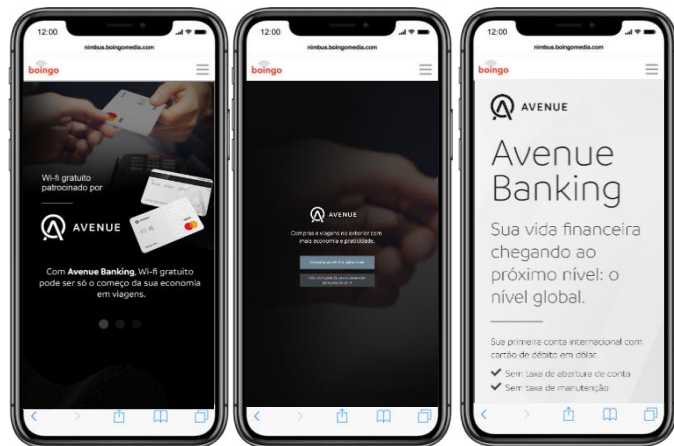 12:00
nimbus.boingomedia.com
boingo
Wi-fi gratuito
patrocinado por
AVENUE
Com Avenue Banking, Wi-fi gratuito
pode ser só o começo da sua economia
em viagens.
12:00
nimbus.boingomedia.com
boingo
AVENUE
Compras e viagens no exterior com
mais economia e praticidade.
12:00
nimbus.boingomedia.com
boingo
AVENUE
Avenue
Banking
Sua vida financeira
chegando ao
próximo nível: o
nível global.
Sua primeira conta internacional com
cartão de débito em dólar.
Sem taxa de abertura de conta
Sem taxa de manutenção